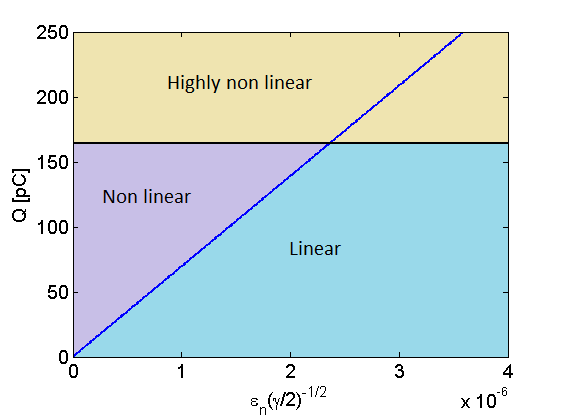 250
200
150
100
50
0
Q [pC]
Highly non linear
Non linear
Linear
0 1 2 3 4
εn(γ/2)-1/2
x 10-6